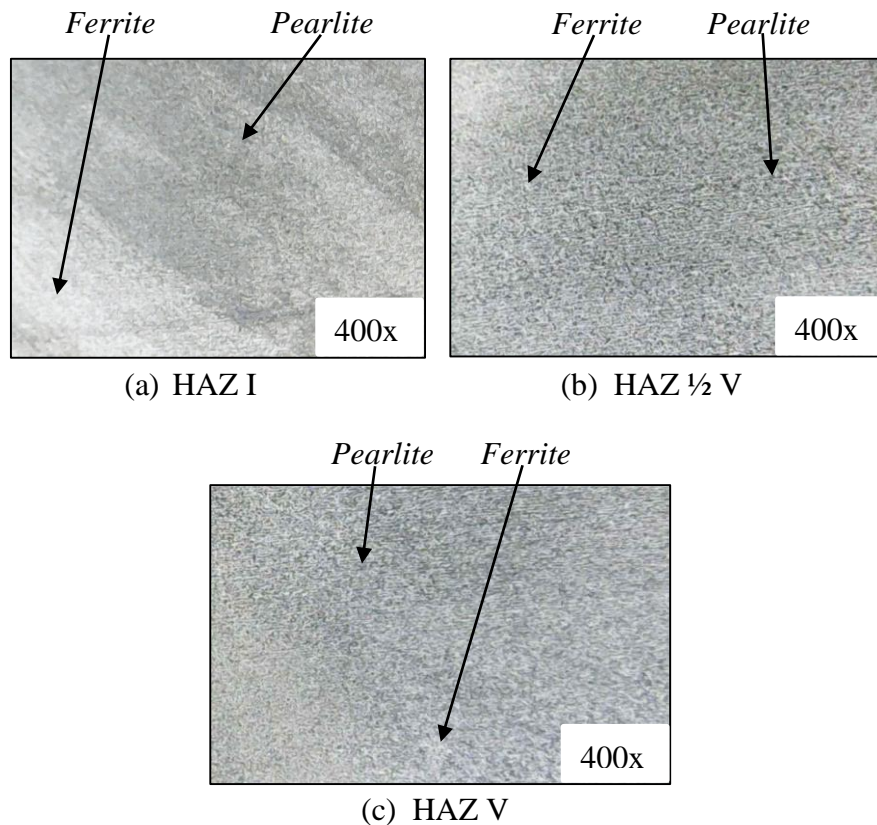 Ferrite Pearlite Ferrite Pearlite
400x 400x
(a) HAZ I (b) HAZ ½ V
Pearlite Ferrite
400x
(c) HAZ V